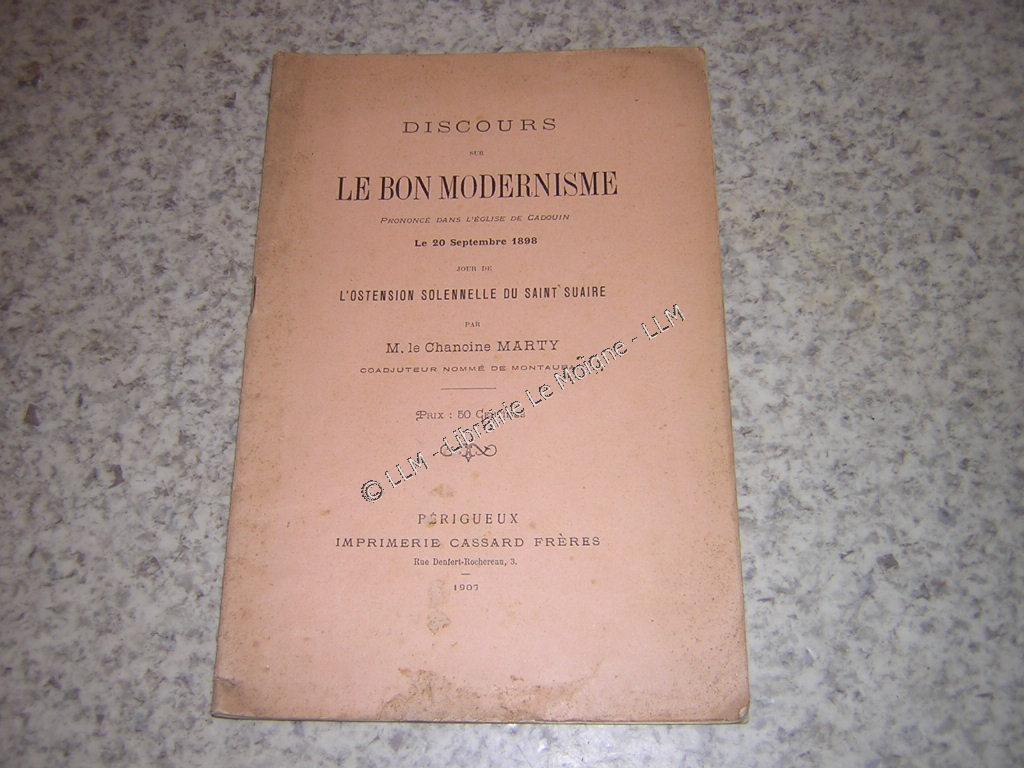 DISCOURS
SUR
LE BON MODERNISME
PRONONCÉ DANS L'ÉGLISE DE CADOUIN
Le 20 Septembre 1898
JOUR DE
L'OSTENSION SOLENNELLE DU SAINT SUAIRE
PAR
M. le Chanoine MARTY
COADJUTEUR NOMMÉ DE MONTAUBAN
PRIX : 50 CENTIMES
© LLM - Librairie Le Moigne - LLM
PÉRIGUEUX
IMPRIMERIE CASSARD FRÈRES
Rue Denfert-Rochereau, 3.
1907